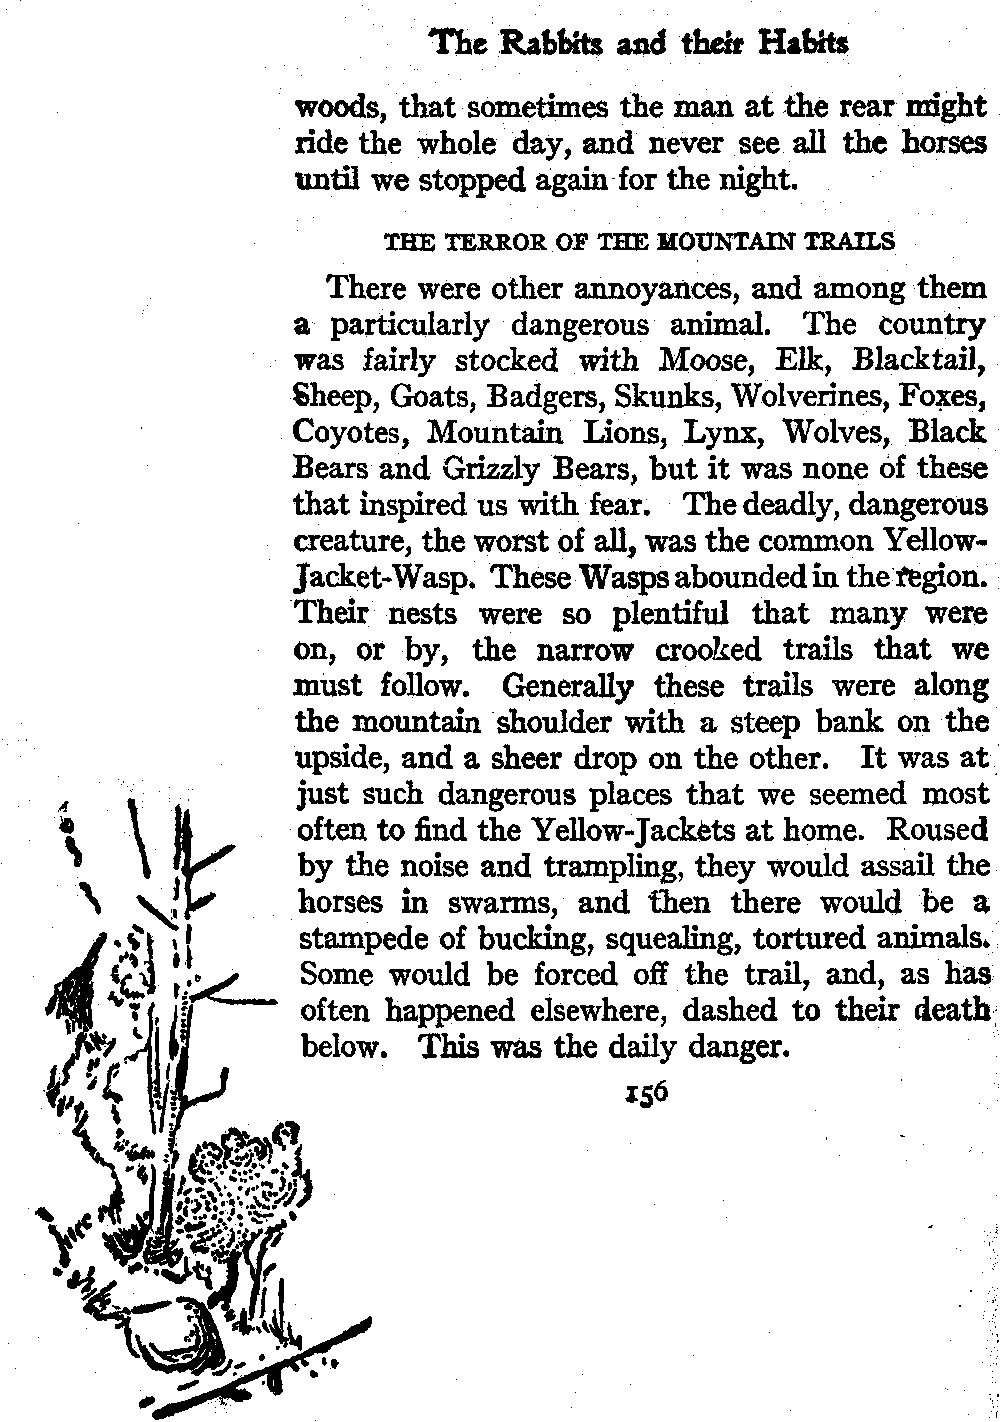 The Rabbits and their Habits
woods, that sometimes the man at the rear might
ride the whole day, and never see all the horses
until we stopped again for the night.
THE TERROR OF THE MOUNTAIN TRAILS
There were other annoyances, and among them
a particularly dangerous animal. The country
was fairly stocked with Moose, Elk, Blacktail,
Sheep, Goats, Badgers, Skunks, Wolverines, Foxes,
Coyotes, Mountain Lions, Lynx, Wolves, Black
Bears and Grizzly Bears, but it was none of these
that inspired us with fear. The deadly, dangerous
creature, the worst of all, was the common Yellow-
Jacket-Wasp. These Wasps abounded in the region.
Their nests were so plentiful that many were
on, or by, the narrow crooked trails that we
must follow. Generally these trails were along
the mountain shoulder with a steep bank on the
upside, and a sheer drop on the other. It was at
just such dangerous places that we seemed most
often to find the Yellow-Jackets at home. Roused
by the noise and trampling, they would assail the
horses in swarms, and then there would be a
stampede of bucking, squealing, tortured animals.
Some would be forced off the trail, and, as has
often happened elsewhere, dashed to their death
below. This was the daily danger.
156